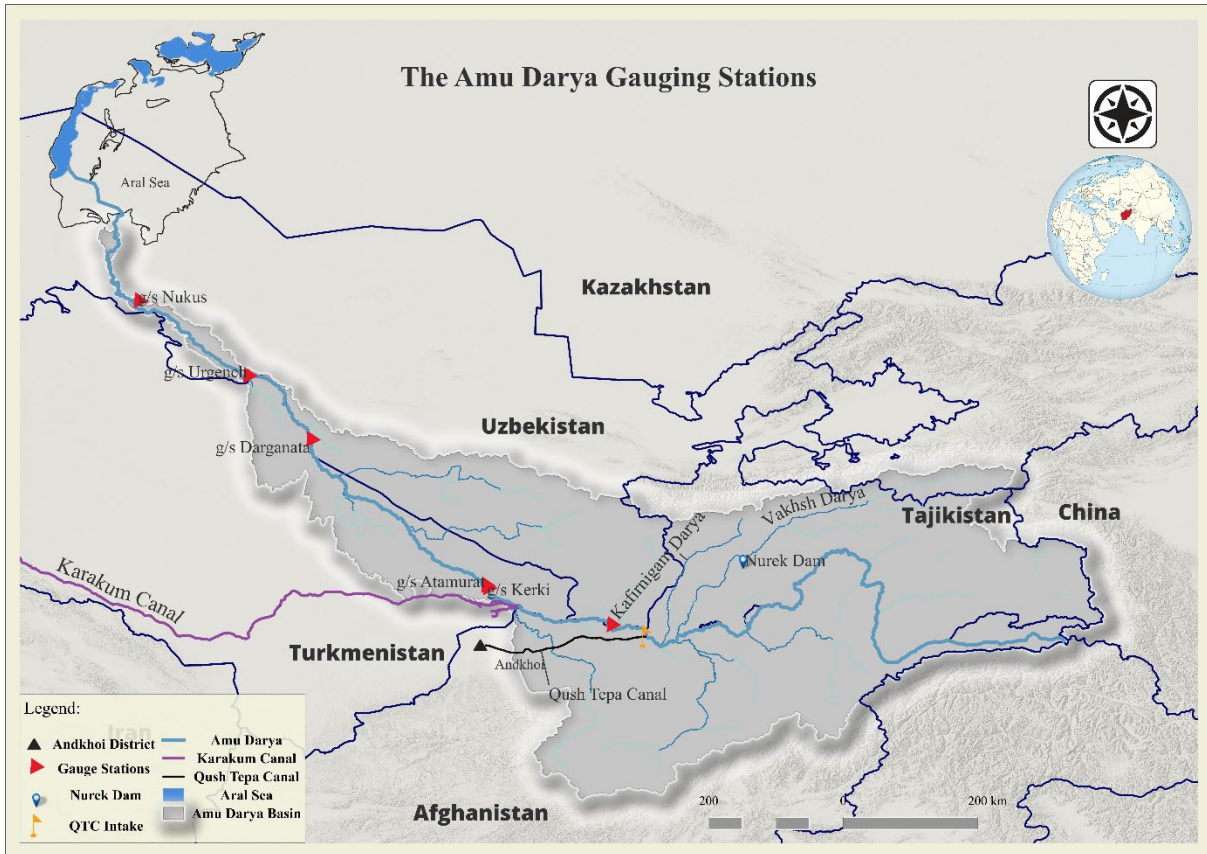 The Amu Darya Gauging Stations
Aral Sea
Kazakhstan
g/s Nukus
g/s Urgench
Uzbekistan
g/s Darganata
Vakhsh Darya
Tajikistan
China
Kafirnigam Darya
Nurek Dam
Karakum Canal
g/s Atamurat
g/s Kerki
Turkmenistan
Andkhoi
Qush Tepa Canal
Legend:
Iran
Andkhoi District
Gauge Stations
Nurek Dam
QTC Intake
Amu Darya
Karakum Canal
Qush Tepa Canal
Aral Sea
Amu Darya Basin
Afghanistan
200 0 200 km